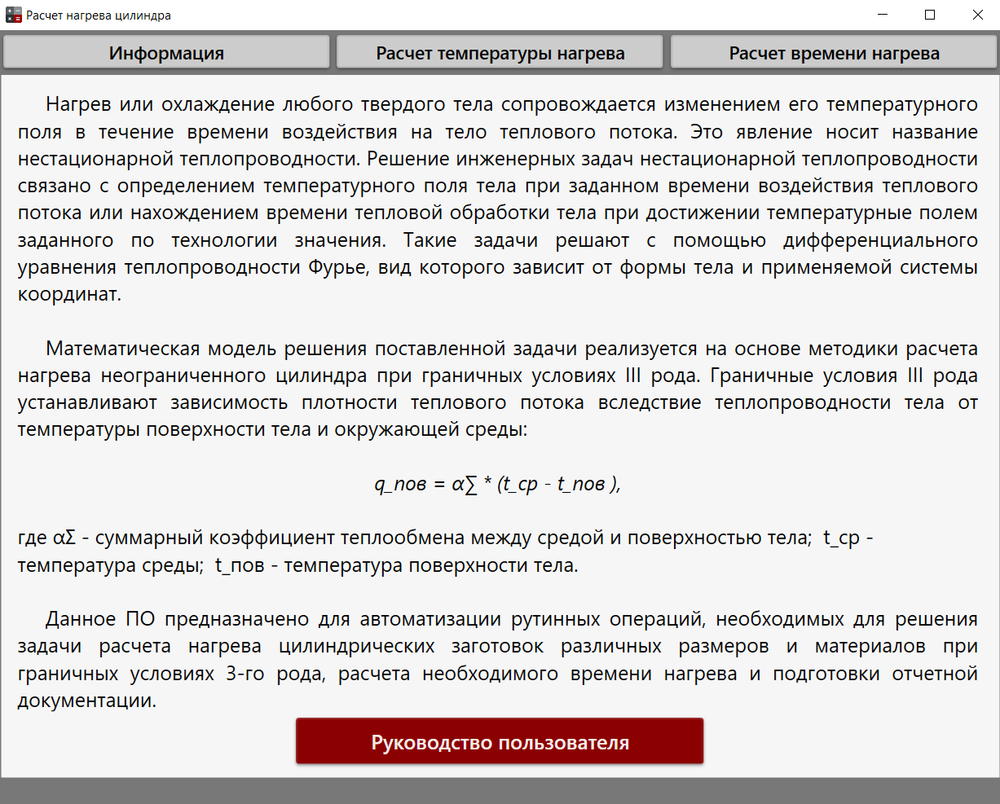 Расчет нагрева цилиндра
Информация
Расчет температуры нагрева
Расчет времени нагрева
Нагрев или охлаждение любого твердого тела сопровождается изменением его температурного
поля в течение времени воздействия на тело теплового потока. Это явление носит название
нестационарной теплопроводности. Решение инженерных задач нестационарной теплопроводности
связано с определением температурного поля тела при заданном времени воздействия теплового
потока или нахождением времени тепловой обработки тела при достижении температурные полем
заданного по технологии значения. Такие задачи решают с помощью дифференциального
уравнения теплопроводности Фурье, вид которого зависит от формы тела и применяемой системы
координат.
Математическая модель решения поставленной задачи реализуется на основе методики расчета
нагрева неограниченного цилиндра при граничных условиях III рода. Граничные условия III рода
устанавливают зависимость плотности теплового потока вследствие теплопроводности тела от
температуры поверхности тела и окружающей среды:
q_пов = α∑ * (t_ср - t_пов ),
где αΣ - суммарный коэффициент теплообмена между средой и поверхностью тела; t_ср -
температура среды; t_пов - температура поверхности тела.
Данное ПО предназначено для автоматизации рутинных операций, необходимых для решения
задачи расчета нагрева цилиндрических заготовок различных размеров и материалов при
граничных условиях 3-го рода, расчета необходимого времени нагрева и подготовки отчетной
документации.
Руководство пользователя